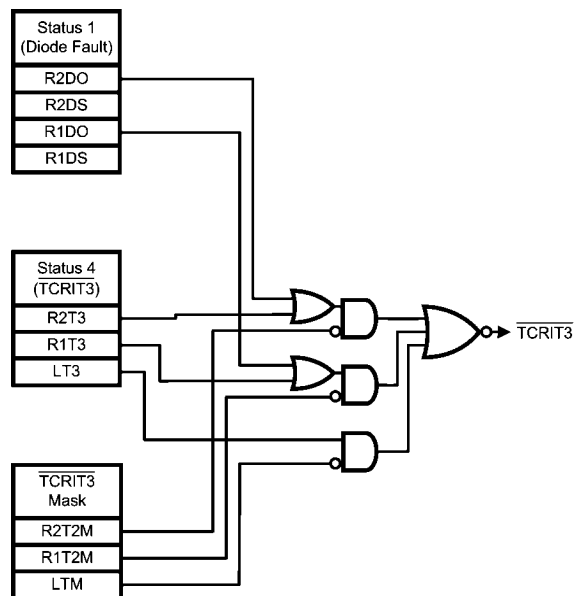 Status 1
(Diode Fault)
R2DO
R2DS
R1DO
R1DS
Status 4
(TCRIT3)
R2T3
R1T3
LT3
TCRIT3
TCRIT3
Mask
R2T2M
R1T2M
LTM